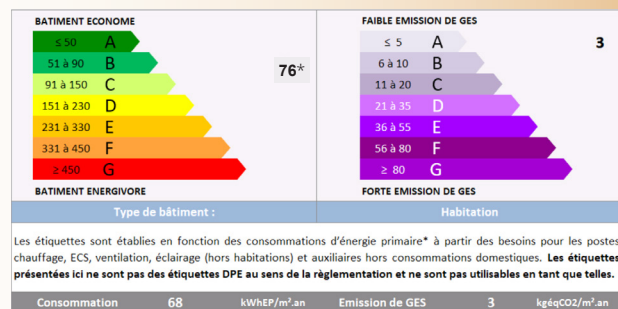 BATIMENT ECONOME
≤ 50 A
51 à 90 B
91 à 150 C
151 à 230 D
231 à 330 E
331 à 450 F
≥ 450 G
BATIMENT ENERGIVORE
76*
FAIBLE EMISSION DE GES
≤ 5 A
6 à 10 B
11 à 20 C
21 à 35 D
36 à 55 E
56 à 80 F
≥ 80 G
FORTE EMISSION DE GES
3
Type de bâtiment : Habitation
Les étiquettes sont établies en fonction des consommations d'énergie primaire* à partir des besoins pour les postes
chauffage, ECS, ventilation, éclairage (hors habitations) et auxiliaires hors consommations domestiques. Les étiquettes
présentées ici ne sont pas des étiquettes DPE au sens de la règlementation et ne sont pas utilisables en tant que telles.
Consommation 68 kWhEP/m².an Emission de GES 3 kgéqCO2/m².an